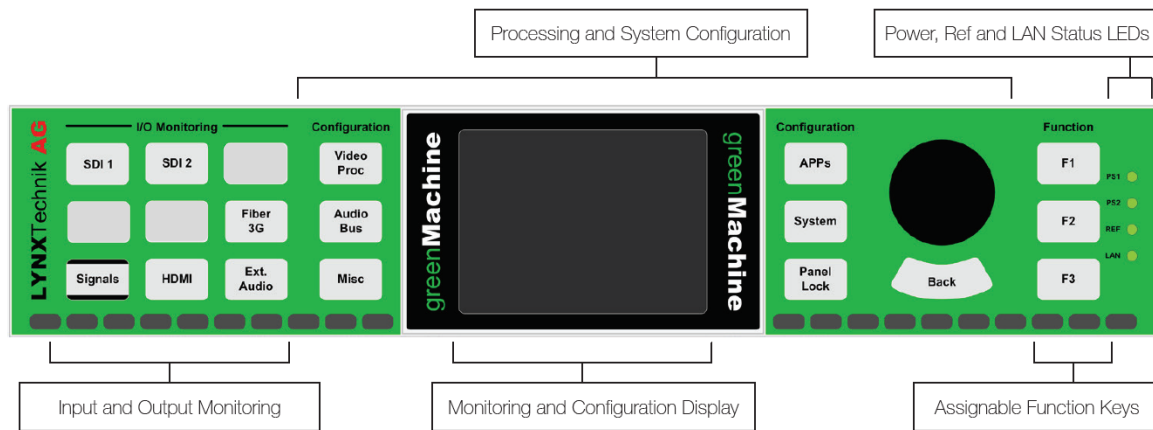 Processing and System Configuration
Power, Ref and LAN Status LEDs
LYNXTechnik AG
I/O Monitoring
Configuration
SDI 1
SDI 2
Video
Proc
Fiber
3G
Audio
Bus
Signals
HDMI
Ext.
Audio
Misc
greenMachine
greenMachine
Configuration
Function
APPs
F1
PS1
System
F2
PS2
REF
Panel
Lock
Back
F3
LAN
Input and Output Monitoring
Monitoring and Configuration Display
Assignable Function Keys